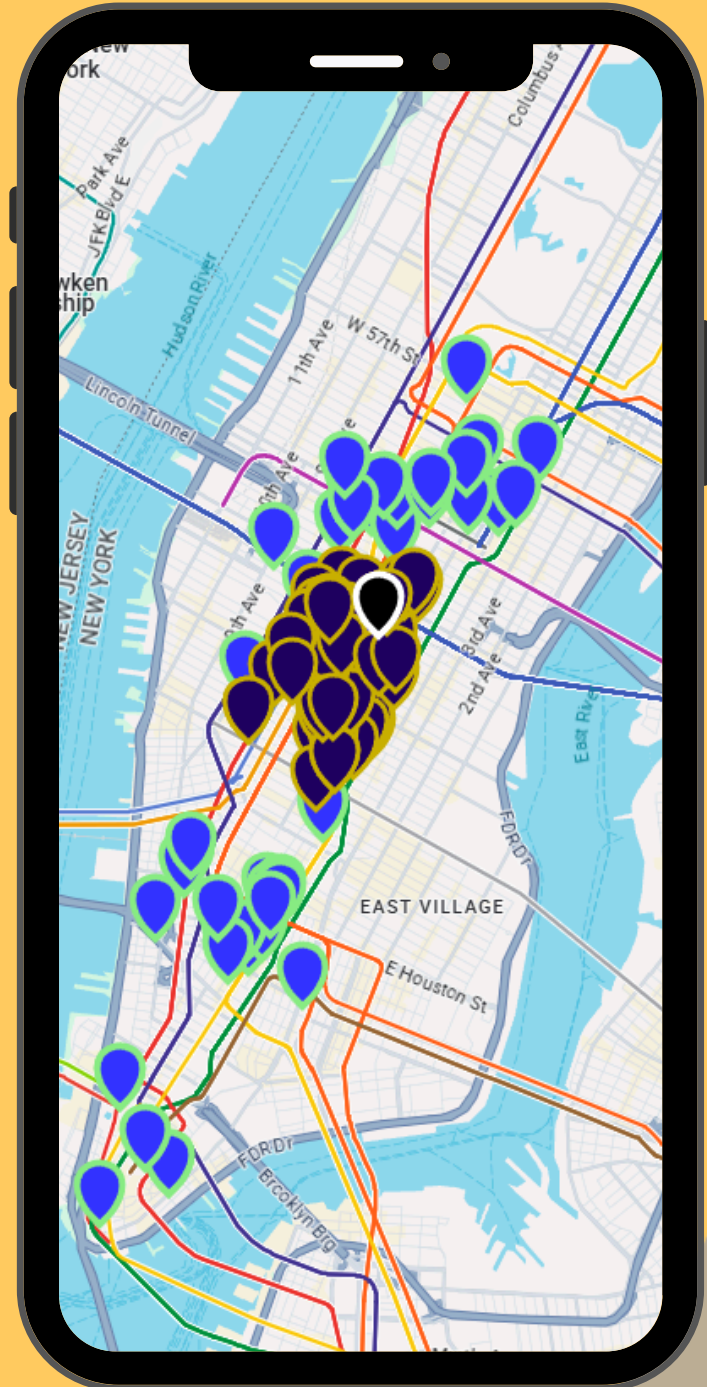 ork
Park Ave
JFK Blvd E
wken
ship
Hudson River
Columbus
11th Ave
W 57th St
Lincoln Tunnel
NEW JERSEY
NEW YORK
3rd Ave
2nd Ave
East River
FDR Dr
EAST VILLAGE
E Houston St
FDR Dr
Brooklyn Brg